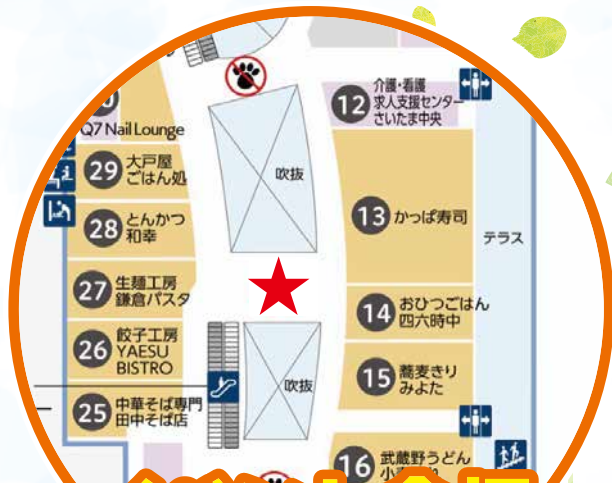 Q7 Nail Lounge
29 大戸屋
ごはん処
28 とんかつ
和幸
27 生麺工房
鎌倉パスタ
26 餃子工房
YAESU
BISTRO
25 中華そば専門
田中そば店
吹抜
吹抜
12 介護・看護
求人支援センター
さいたま中央
13 かっぱ寿司
テラス
14 おひつごはん
四六時中
15 蕎麦きり
みよた
16 武蔵野うどん